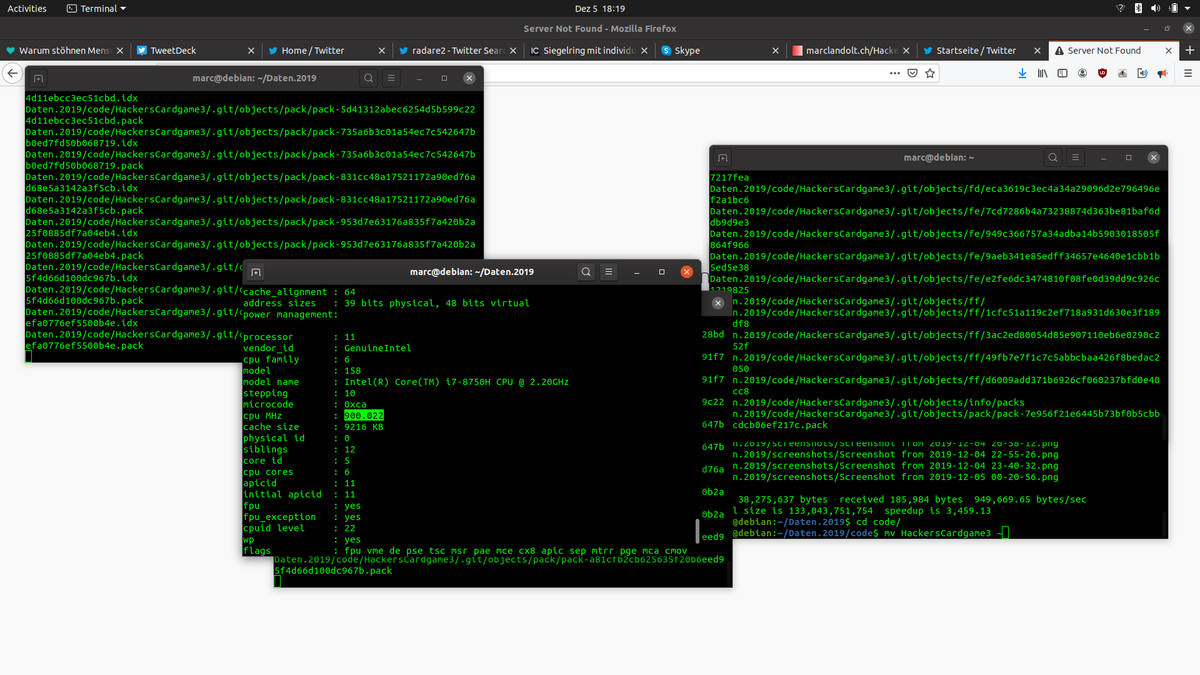 Activities
Terminal
Dez 5 18:19
Server Not Found - Mozilla Firefox
Warum stöhnen Mens
TweetDeck
Home / Twitter
radare2 - Twitter Sear
IC Siegelring mit individu
Skype
marclandolt.ch/Hacke
Startseite / Twitter
Server Not Found
marc@debian: ~/Daten.2019
4d11ebcc3ec51cbd.idx
Daten.2019/code/HackersCardgame3/.git/objects/pack/pack-5d41312abec6254d5b599c22
4d11ebcc3ec51cbd.pack
Daten.2019/code/HackersCardgame3/.git/objects/pack/pack-735a6b3c01a54ec7c542647b
b0ed7fd50b068719.idx
Daten.2019/code/HackersCardgame3/.git/objects/pack/pack-735a6b3c01a54ec7c542647b
b0ed7fd50b068719.pack
Daten.2019/code/HackersCardgame3/.git/objects/pack/pack-831cc48a17521172a90ed76a
d68e5a3142a3f5cb.idx
Daten.2019/code/HackersCardgame3/.git/objects/pack/pack-831cc48a17521172a90ed76a
d68e5a3142a3f5cb.pack
Daten.2019/code/HackersCardgame3/.git/objects/pack/pack-953d7e63176a835f7a420b2a
25f0885df7a04eb4.idx
Daten.2019/code/HackersCardgame3/.git/objects/pack/pack-953d7e63176a835f7a420b2a
25f0885df7a04eb4.pack
Daten.2019/code/HackersCardgame3/.git/
5f4d66d100dc967b.idx
Daten.2019/code/HackersCardgame3/.git/
5f4d66d100dc967b.pack
Daten.2019/code/HackersCardgame3/.git/
efa0776ef5500b4e.idx
Daten.2019/code/HackersCardgame3/.git/
efa0776ef5500b4e.pack
marc@debian: ~/Daten.2019
cache_alignment : 64
address sizes : 39 bits physical, 48 bits virtual
power management:
processor : 11
vendor_id : GenuineIntel
cpu family : 6
model : 158
model name : Intel(R) Core(TM) i7-8750H CPU @ 2.20GHz
stepping : 10
microcode : 0xca
cpu MHz : 900.022
cache size : 9216 KB
physical id : 0
siblings : 12
core id : 5
cpu cores : 6
apicid : 11
initial apicid : 11
fpu : yes
fpu_exception : yes
cpuid level : 22
wp : yes
flags : fpu vme de pse tsc msr pae mce cx8 apic sep mtrr pge mca cmov
Daten.2019/code/HackersCardgame3/.git/objects/pack/pack-a81cfb2cb625635f20b6eed9
5f4d66d100dc967b.pack
28bd
91f7
91f7
9c22
647b
647b
d76a
0b2a
0b2a
eed9
marc@debian: ~
7217fea
Daten.2019/code/HackersCardgame3/.git/objects/fd/eca3619c3ec4a34a29096d2e796496e
f2a1bc6
Daten.2019/code/HackersCardgame3/.git/objects/fe/7cd7286b4a73238874d363be81baf6d
db9d9e3
Daten.2019/code/HackersCardgame3/.git/objects/fe/949c366757a34adba14b5903018505f
864f966
Daten.2019/code/HackersCardgame3/.git/objects/fe/9aeb341e85edff34657e4640e1cbb1b
5ed5e38
Daten.2019/code/HackersCardgame3/.git/objects/fe/e2fe6dc3474810f08fe0d39dd9c926c
1219825
n.2019/code/HackersCardgame3/.git/objects/ff/
n.2019/code/HackersCardgame3/.git/objects/ff/1cfc51a119c2ef718a931d630e3f189
df8
n.2019/code/HackersCardgame3/.git/objects/ff/3ac2ed80054d85e907110eb6e0290c2
52f
n.2019/code/HackersCardgame3/.git/objects/ff/49fb7e7f1c7c5abbcbaa426f8bedac2
050
n.2019/code/HackersCardgame3/.git/objects/ff/d6009add371b6926cf060237bfd0e40
cc8
n.2019/code/HackersCardgame3/.git/objects/info/packs
n.2019/code/HackersCardgame3/.git/objects/pack/pack-7e956f21e6445b73bf0b5cbb
cdcb06ef217c.pack
n.2019/screenshots/Screenshot from 2019-12-04 20-58-12.png
n.2019/screenshots/Screenshot from 2019-12-04 22-55-26.png
n.2019/screenshots/Screenshot from 2019-12-04 23-40-32.png
n.2019/screenshots/Screenshot from 2019-12-05 00-20-56.png
38,275,637 bytes received 185,984 bytes 949,669.65 bytes/sec
l size is 133,043,751,754 speedup is 3,459.13
@debian:~/Daten.2019$ cd code/
@debian:~/Daten.2019/code$ mv HackersCardgame3 ~